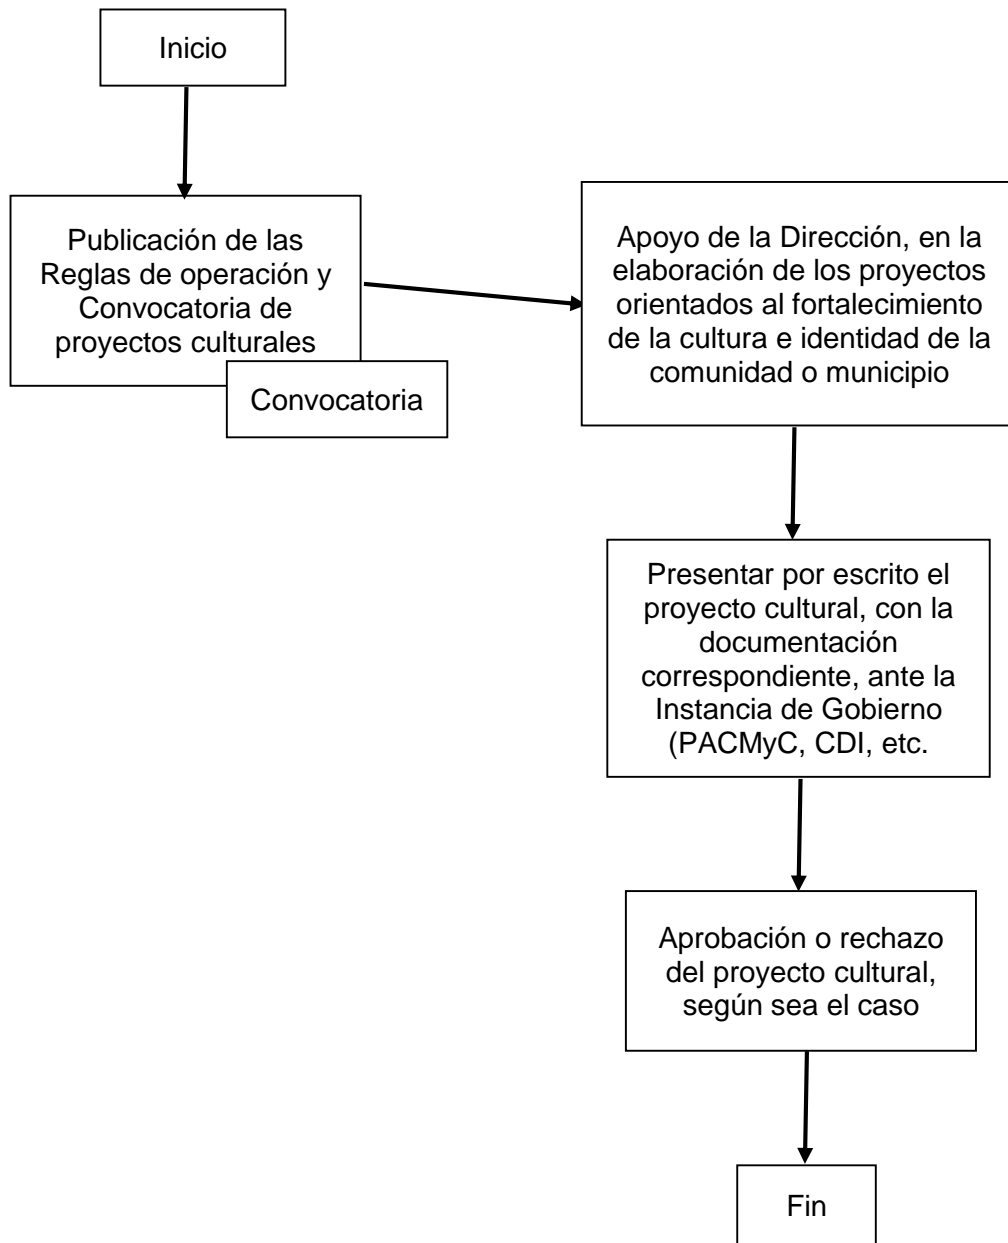 Inicio
Publicación de las
Reglas de operación y
Convocatoria de
proyectos culturales
Convocatoria
Apoyo de la Dirección, en la
elaboración de los proyectos
orientados al fortalecimiento
de la cultura e identidad de la
comunidad o municipio
Presentar por escrito el
proyecto cultural, con la
documentación
correspondiente, ante la
Instancia de Gobierno
(PACMyC, CDI, etc.
Aprobación o rechazo
del proyecto cultural,
según sea el caso
Fin